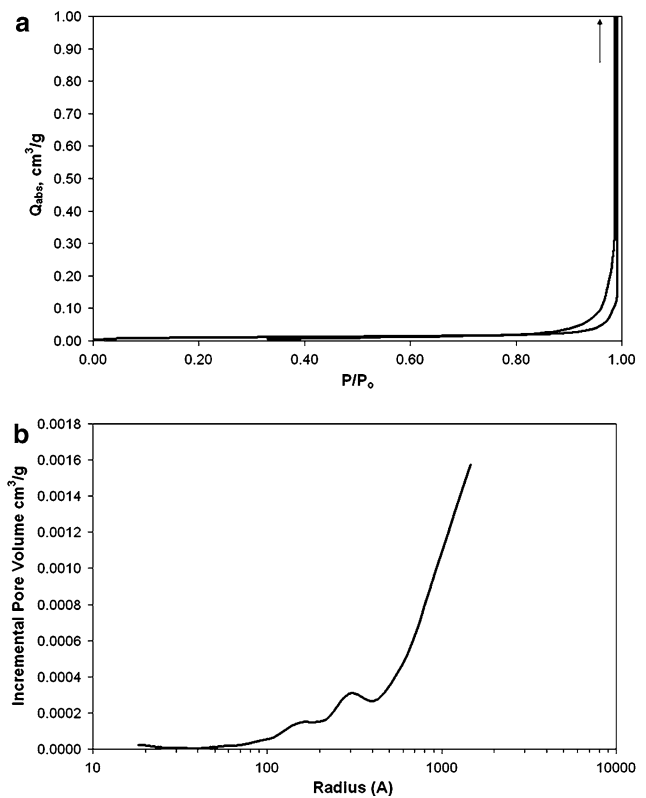 a
1.00
0.90
0.80
0.70
0.60
0.50
0.40
0.30
0.20
0.10
0.00
Qabs, cm3/g
0.00 0.20 0.40 0.60 0.80 1.00
P/Po
b
0.0018
0.0016
0.0014
0.0012
0.0010
0.0008
0.0006
0.0004
0.0002
0.0000
Incremental Pore Volume cm3/g
10 100 1000 10000
Radius (A)